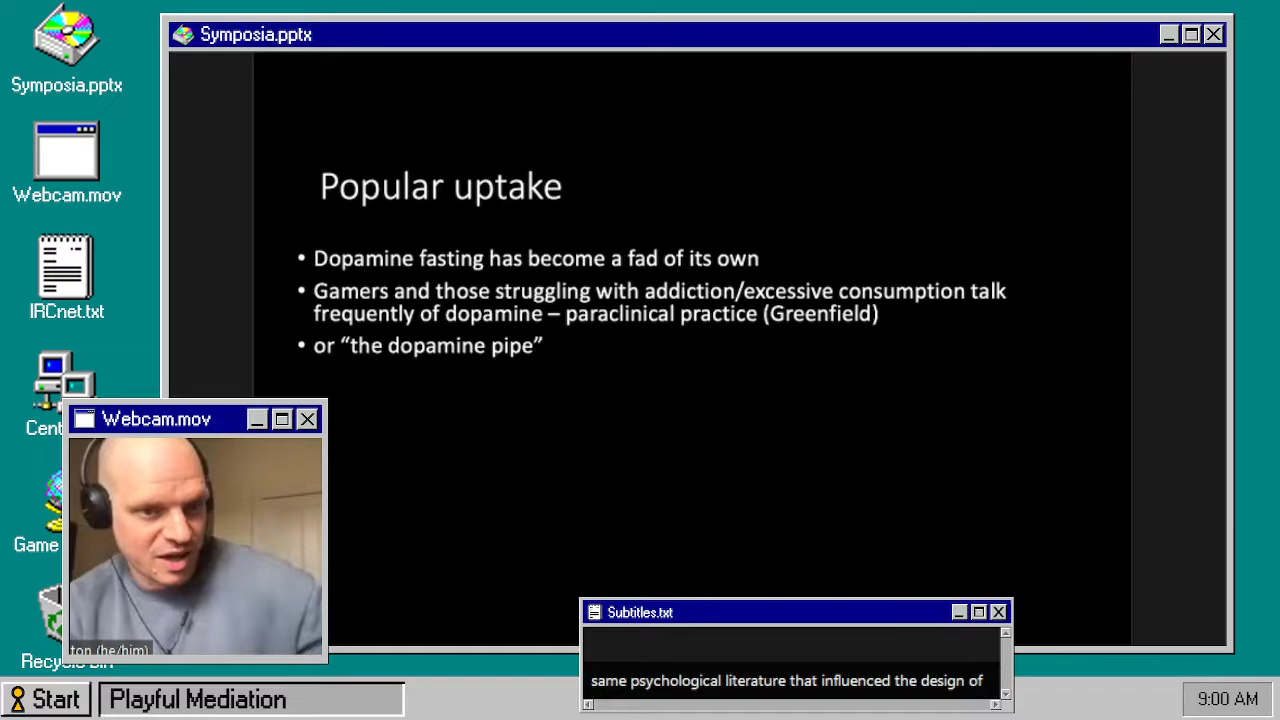 Symposia.pptx
Symposia.pptx
Webcam.mov
IRCnet.txt
Popular uptake
• Dopamine fasting has become a fad of its own
• Gamers and those struggling with addiction/excessive consumption talk
frequently of dopamine – paraclinical practice (Greenfield)
• or “the dopamine pipe”
Webcam.mov
Game
(he/him)
Subtitles.txt
same psychological literature that influenced the design of
Start
Playful Mediation
9:00 AM